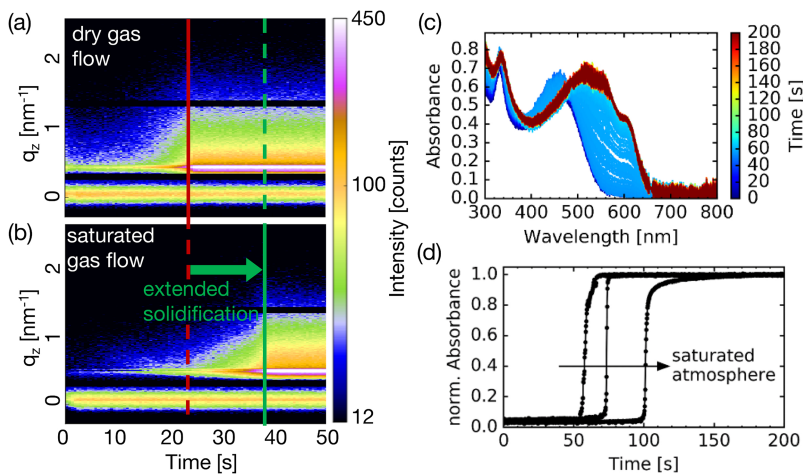 (a)
dry gas
flow
2
1
0
q_z [nm⁻¹]
(b)
saturated
gas flow
extended
solidification
2
1
0
q_z [nm⁻¹]
0 10 20 30 40 50
Time [s]
450
100
12
Intensity [counts]
(c)
0.8
0.7
0.6
0.5
0.4
0.3
0.2
0.1
0.0
Absorbance
300 400 500 600 700 800
Wavelength [nm]
200
180
160
140
120
100
80
60
40
20
0
Time [s]
(d)
1.0
0.8
0.6
0.4
0.2
0.0
norm. Absorbance
saturated
atmosphere
0 50 100 150 200
Time [s]